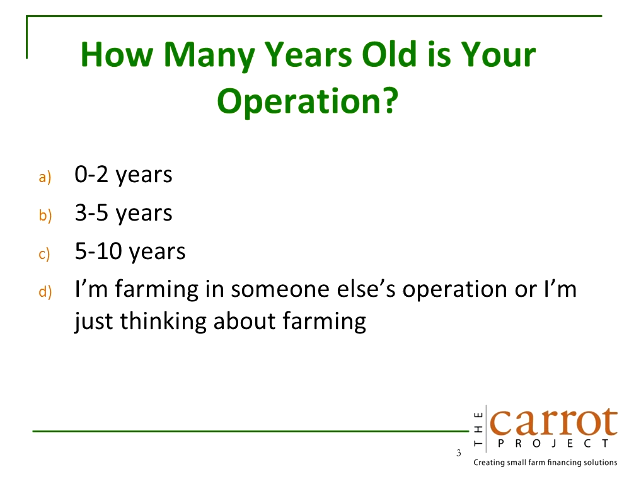 How Many Years Old is Your
Operation?
a) 0-2 years
b) 3-5 years
c) 5-10 years
d) I’m farming in someone else’s operation or I’m
just thinking about farming
THE
carrot
PROJECT
3
Creating small farm financing solutions